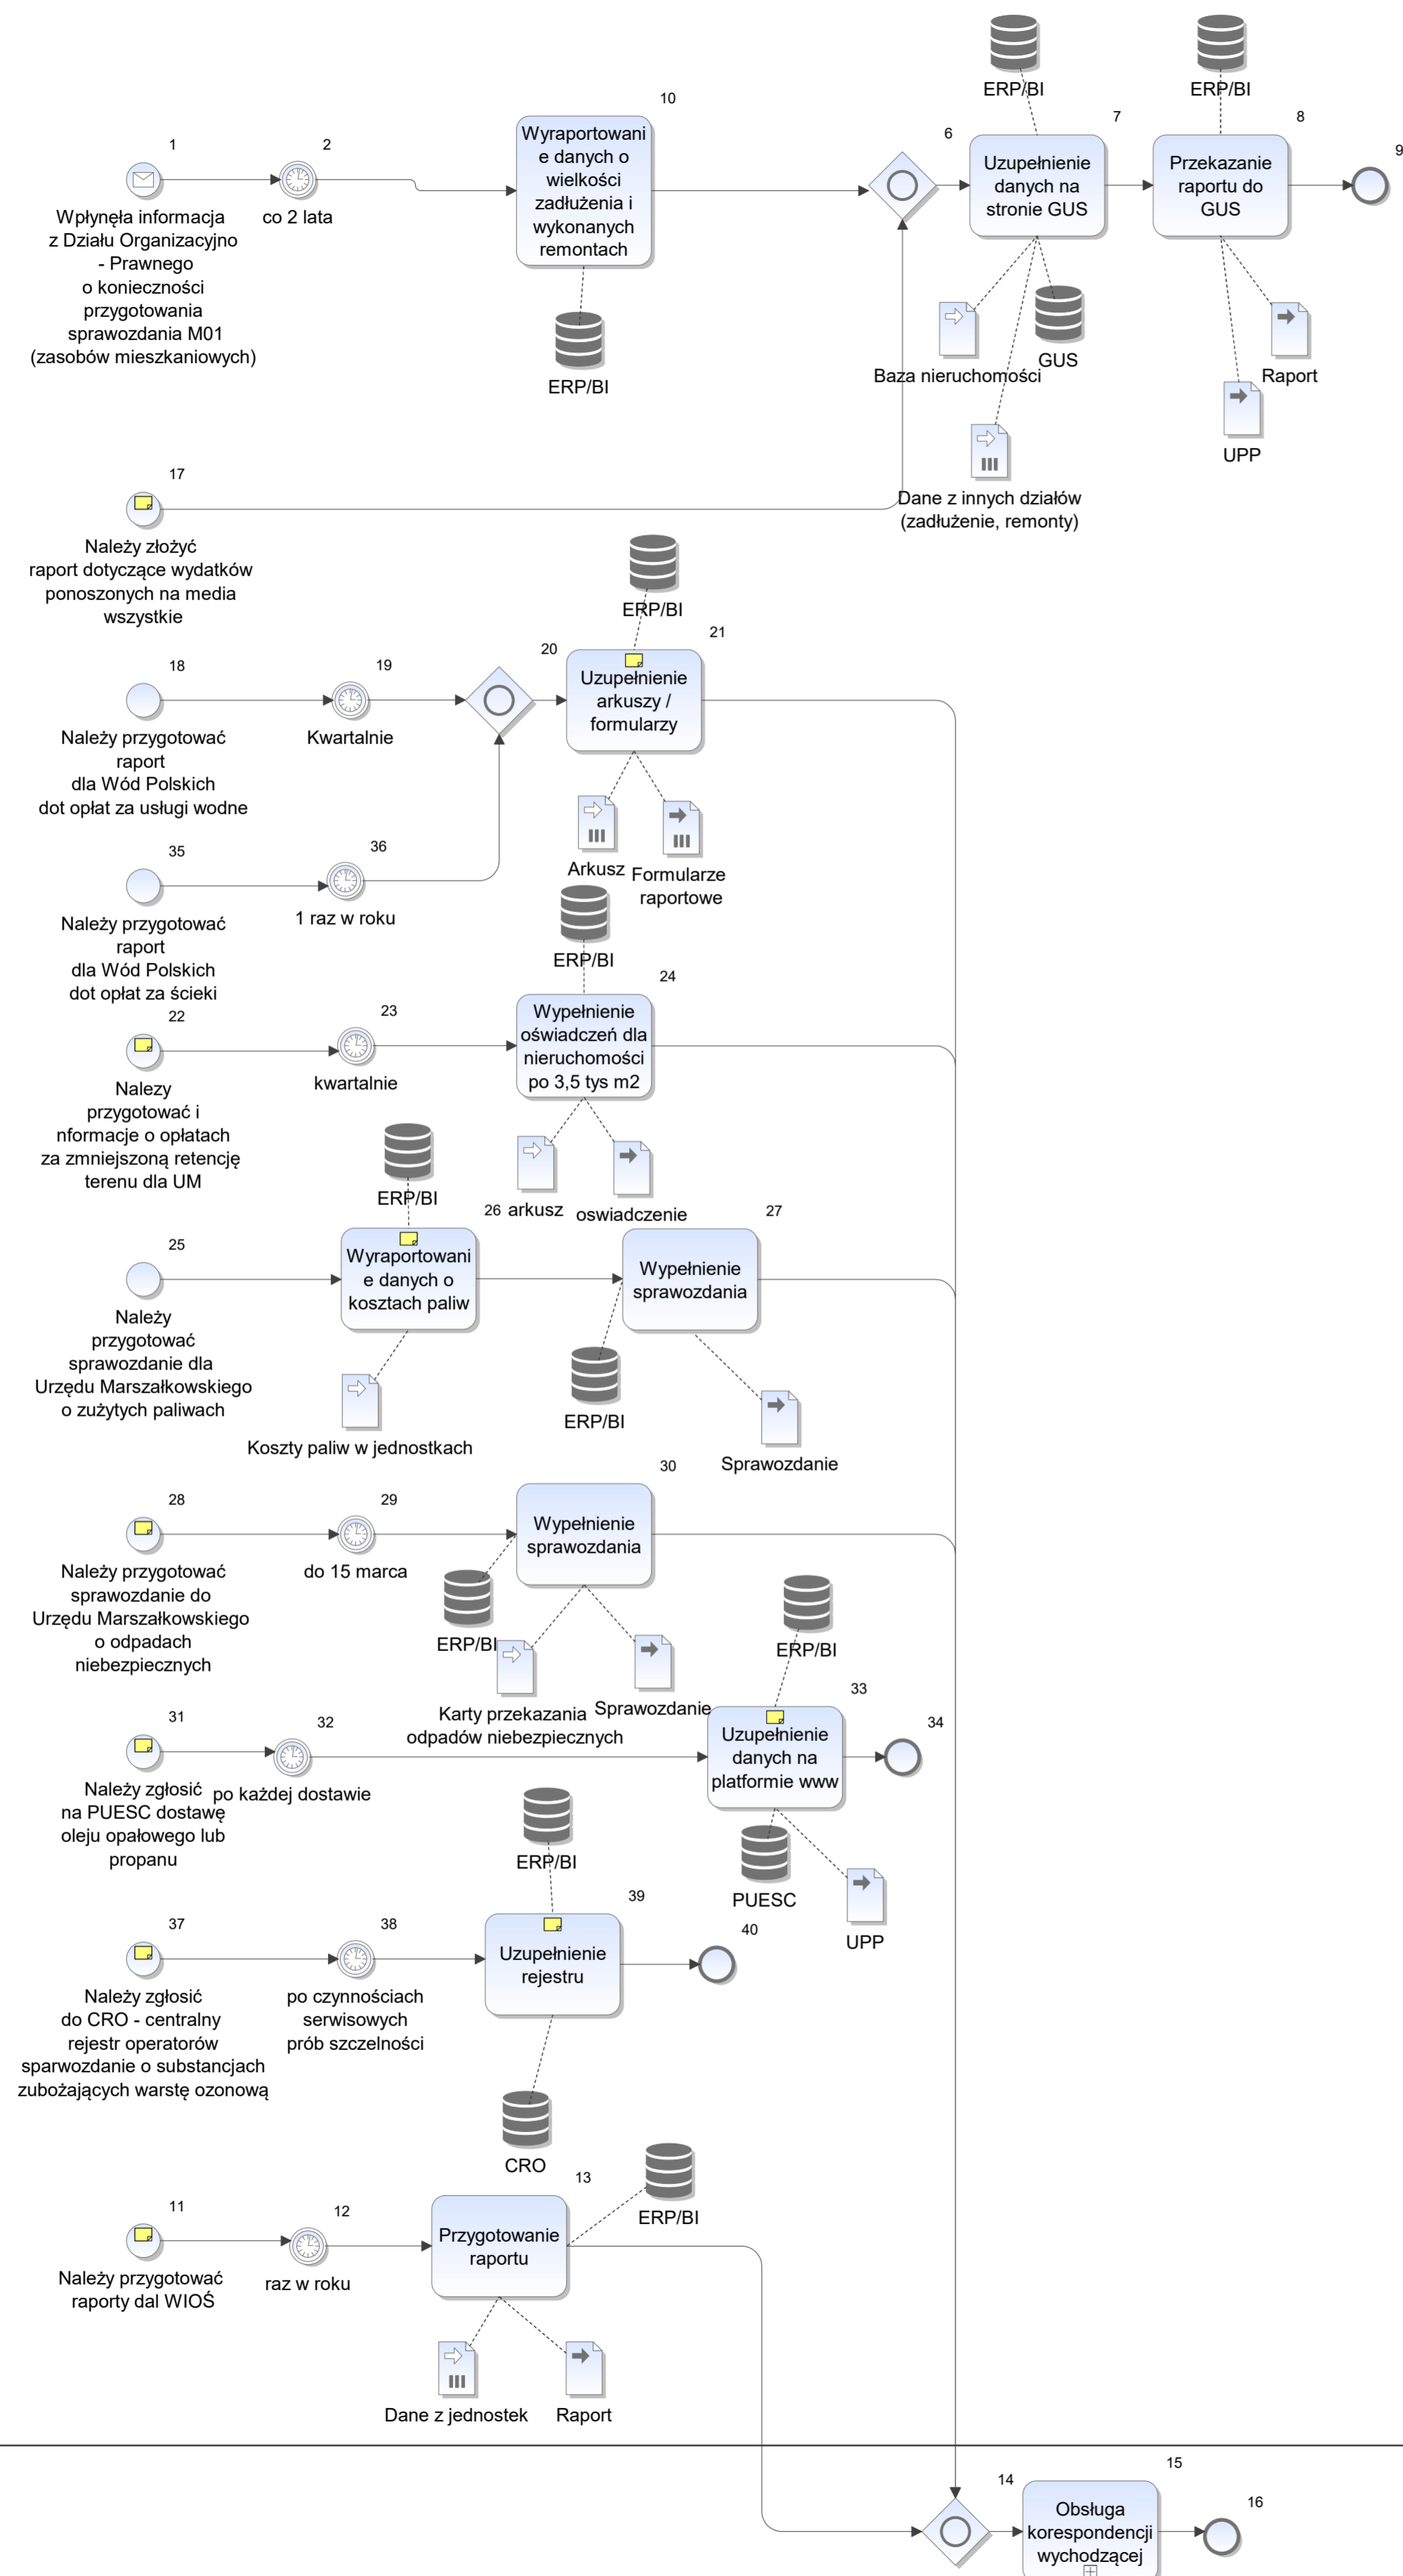 ERP/BI
ERP/BI
10
1
2
6
7
8
9
Wyraportowani
e danych o
wielkości
zadłużenia i
wykonanych
remontach
Uzupełnienie
danych na
stronie GUS
Przekazanie
raportu do
GUS
Wpłynęła informacja
z Działu Organizacyjno
- Prawnego
o konieczności
przygotowania
sprawozdania M01
(zasobów mieszkaniowych)
co 2 lata
ERP/BI
Baza nieruchomości
GUS
Raport
UPP
Dane z innych działów
(zadłużenie, remonty)
17
Należy złożyć
raport dotyczące wydatków
ponoszonych na media
wszystkie
ERP/BI
18
19
20
21
Uzupełnienie
arkuszy /
formularzy
Należy przygotować
raport
dla Wód Polskich
dot opłat za usługi wodne
Kwartalnie
Arkusz
Formularze
raportowe
35
36
Należy przygotować
raport
dla Wód Polskich
dot opłat za ścieki
1 raz w roku
ERP/BI
22
23
24
Wypełnienie
oświadczeń dla
nieruchomości
po 3,5 tys m2
Nalezy
przygotować i
nformacje o opłatach
za zmniejszoną retencję
terenu dla UM
kwartalnie
arkusz
oswiadczenie
ERP/BI
25
26
27
Wyraportowani
e danych o
kosztach paliw
Wypełnienie
sprawozdania
Należy
przygotować
sprawozdanie dla
Urzędu Marszałkowskiego
o zużytych paliwach
Koszty paliw w jednostkach
ERP/BI
Sprawozdanie
28
29
30
Wypełnienie
sprawozdania
Należy przygotować
sprawozdanie do
Urzędu Marszałkowskiego
o odpadach
niebezpiecznych
do 15 marca
ERP/BI
Karty przekazania
odpadów niebezpiecznych
Sprawozdanie
ERP/BI
31
32
33
34
Uzupełnienie
danych na
platformie www
Należy zgłosić
na PUESC dostawę
oleju opałowego lub
propanu
po każdej dostawie
PUESC
UPP
ERP/BI
37
38
39
40
Uzupełnienie
rejestru
Należy zgłosić
do CRO - centralny
rejestr operatorów
sparwozdanie o substancjach
zubożających warstę ozonową
po czynnościach
serwisowych
prób szczelności
CRO
11
12
13
ERP/BI
Przygotowanie
raportu
Należy przygotować
raporty dal WIOŚ
raz w roku
Dane z jednostek
Raport
14
15
16
Obsługa
korespondencji
wychodzącej